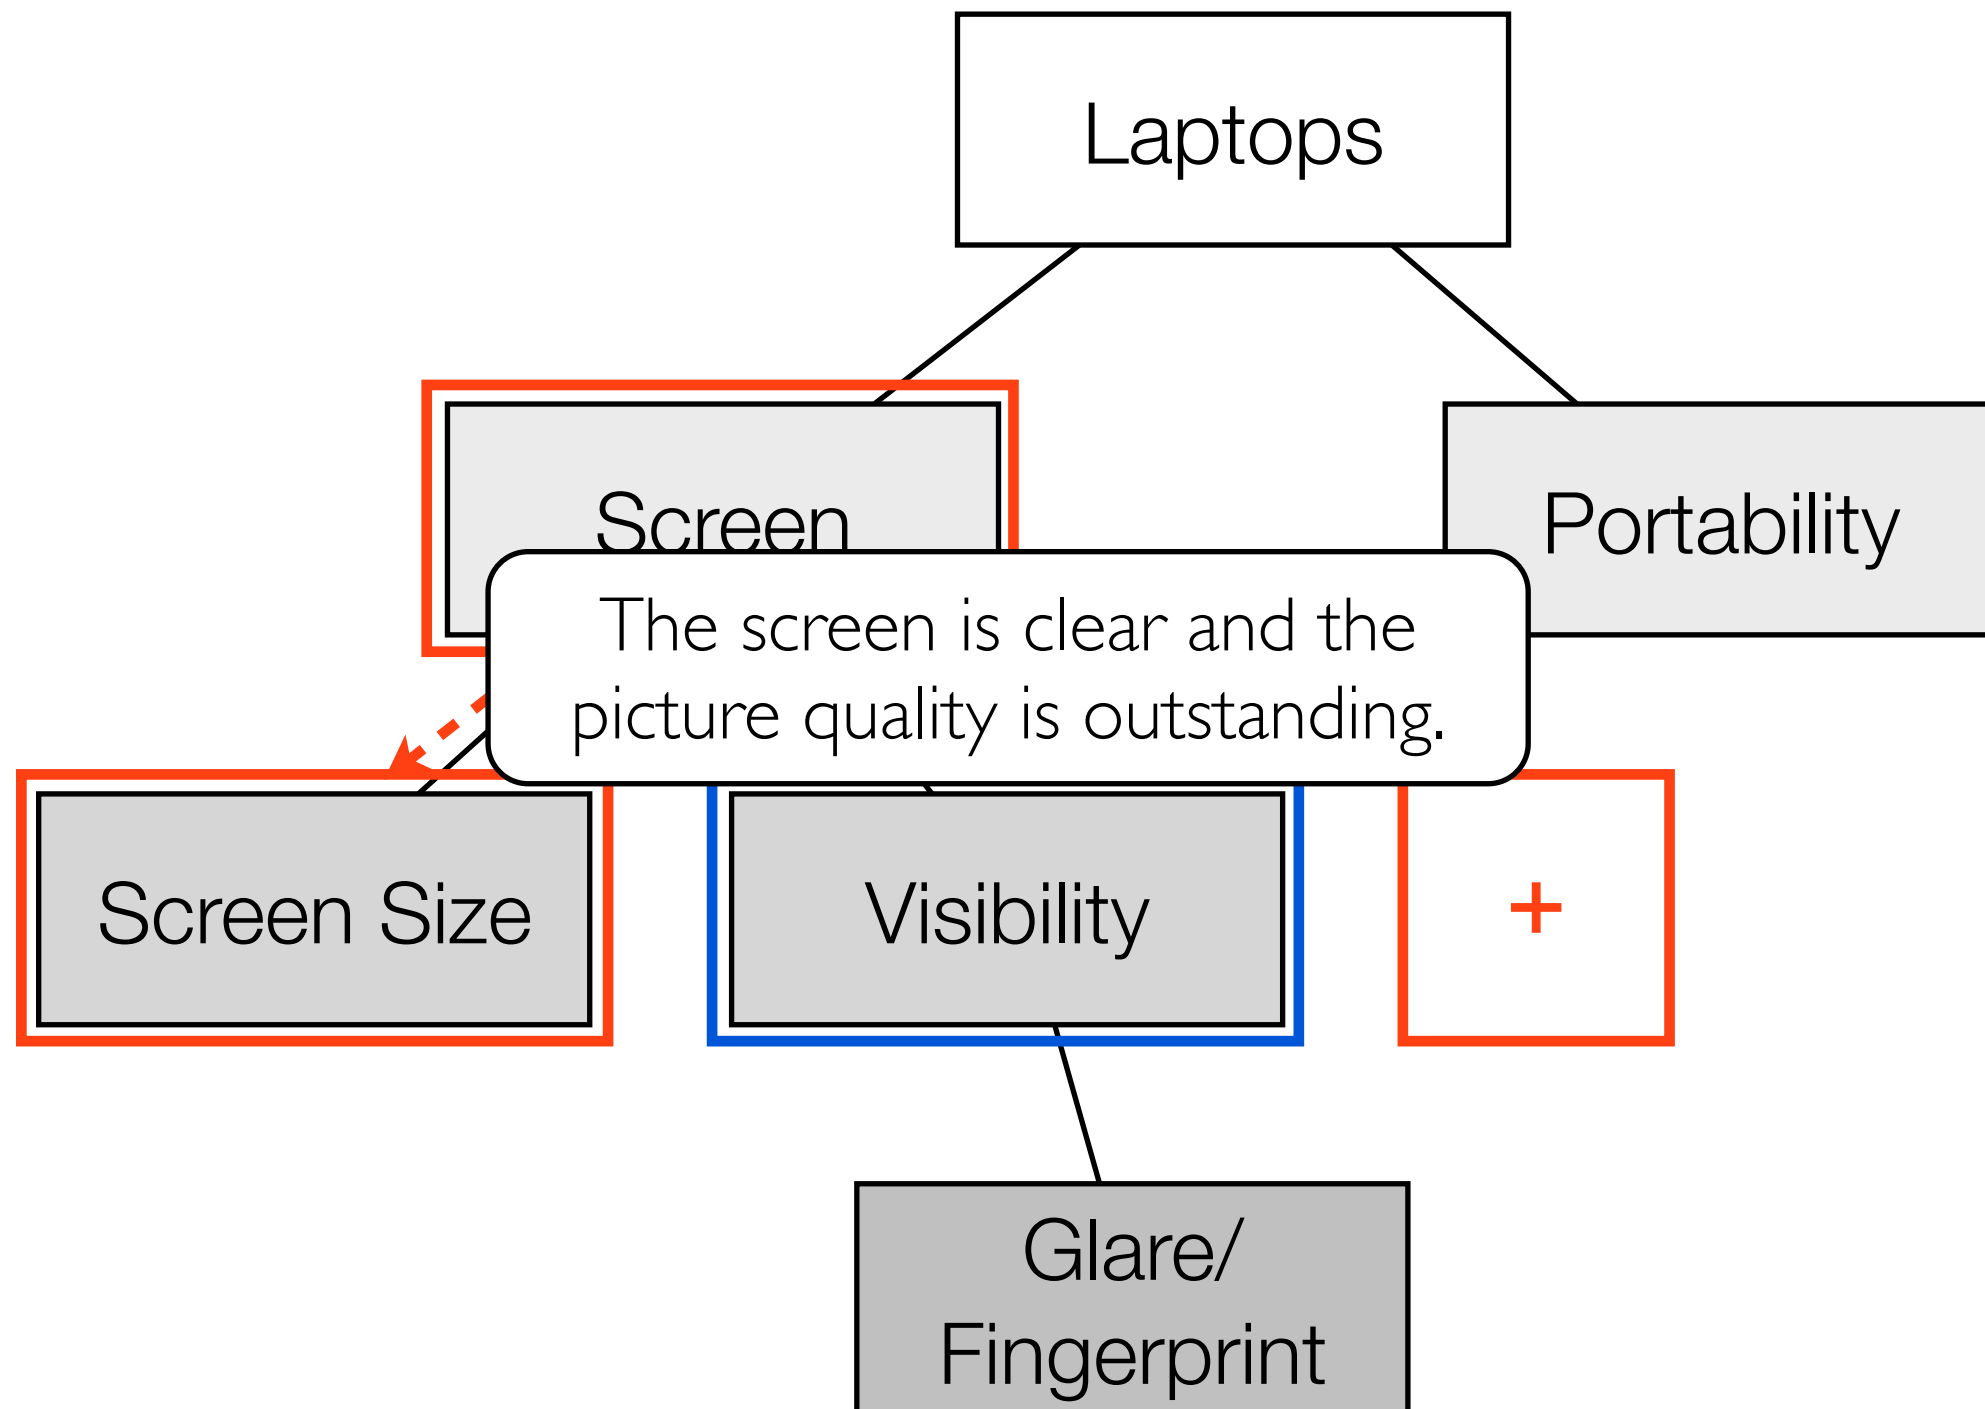 Laptops
Screen
Portability
The screen is clear and the
picture quality is outstanding.
Screen Size
Visibility
+
Glare/
Fingerprint